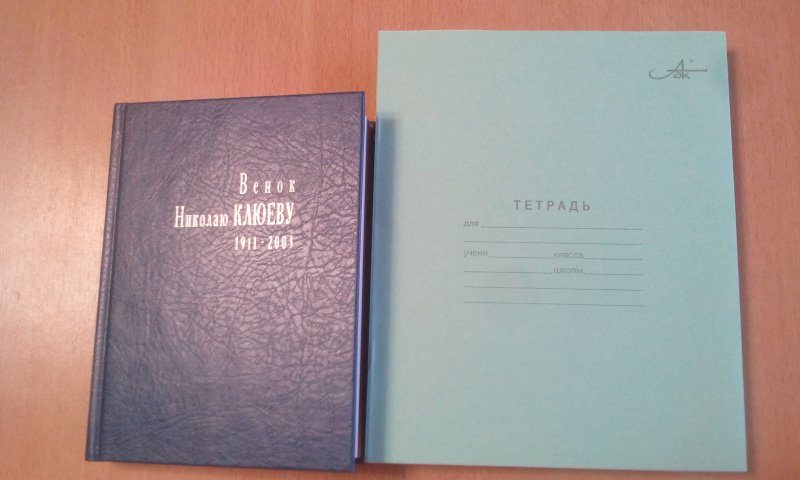 Венок
Николаю КЛЮЕВУ
1911-2003
ТЕТРАДЬ
для
учени класса
школы